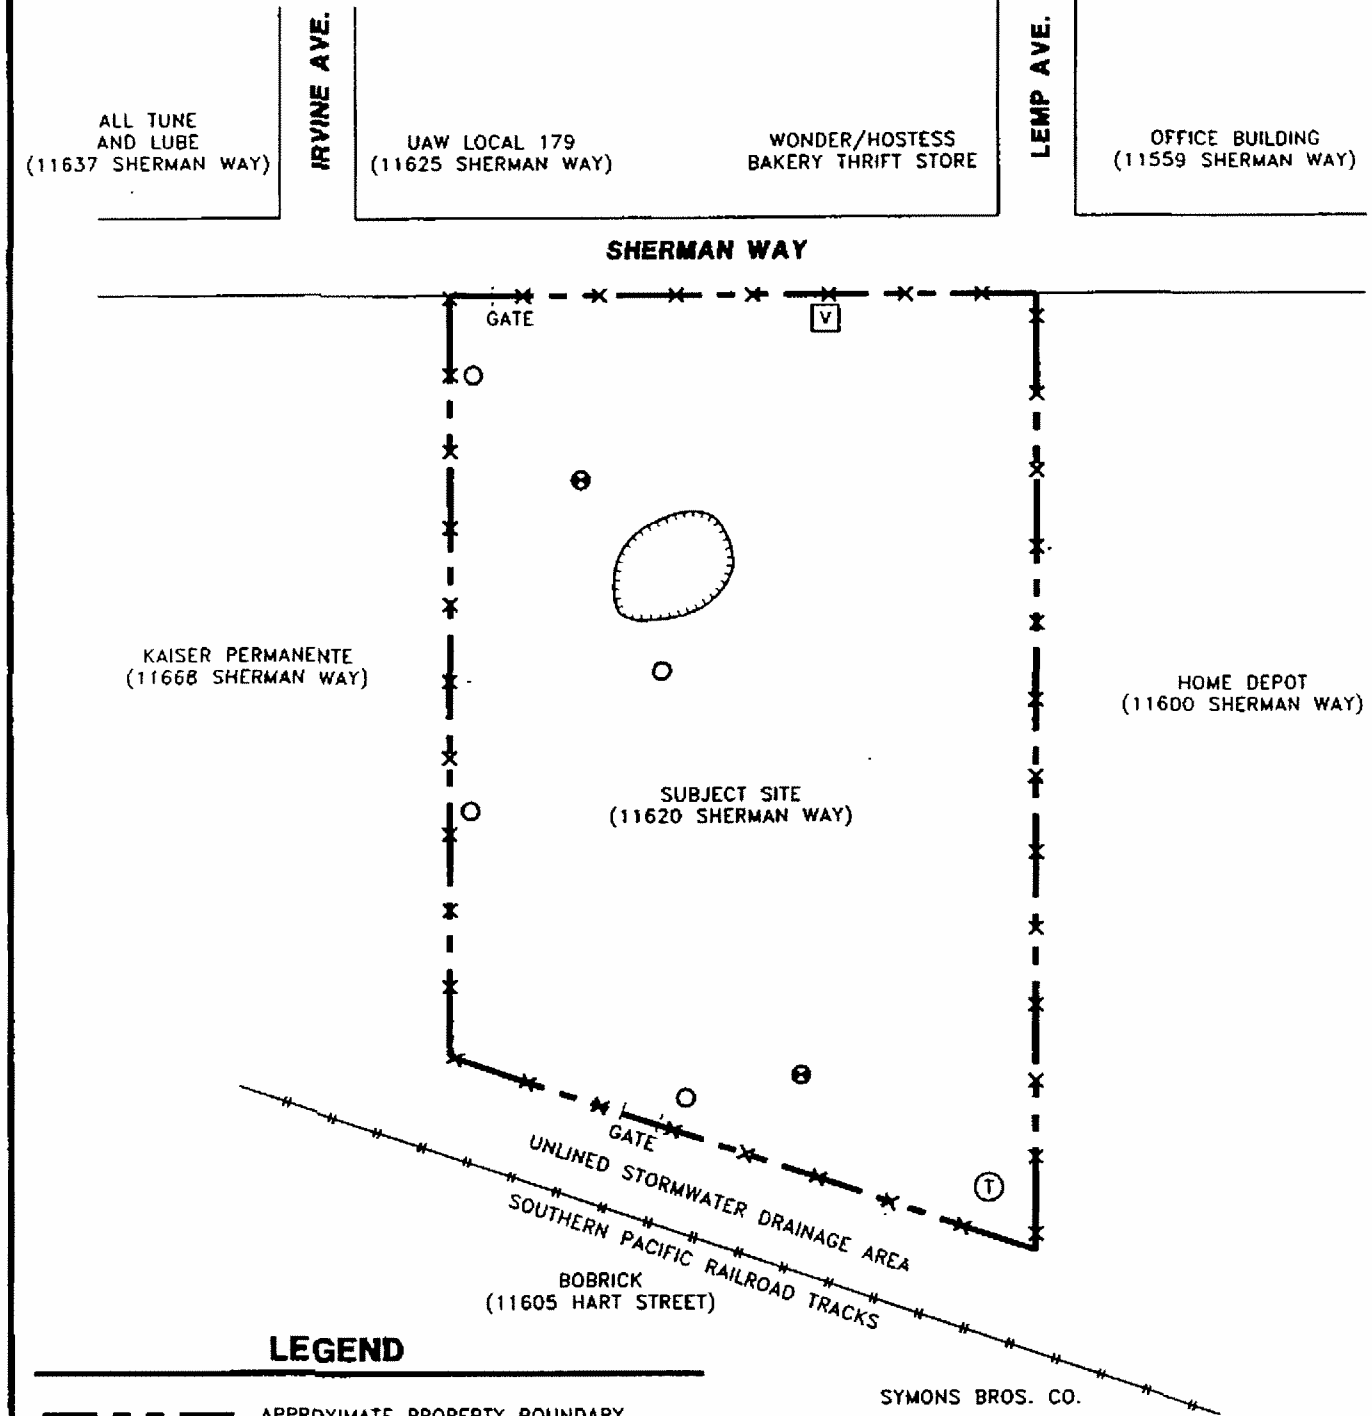 IRVINE AVE.
LEMP AVE.
ALL TUNE
AND LUBE
(11637 SHERMAN WAY)
UAW LOCAL 179
(11625 SHERMAN WAY)
WONDER/HOSTESS
BAKERY THRIFT STORE
OFFICE BUILDING
(11559 SHERMAN WAY)
SHERMAN WAY
GATE
V
KAISER PERMANENTE
(11668 SHERMAN WAY)
HOME DEPOT
(11600 SHERMAN WAY)
SUBJECT SITE
(11620 SHERMAN WAY)
GATE
UNLINED STORMWATER DRAINAGE AREA
T
SOUTHERN PACIFIC RAILROAD TRACKS
BOBRICK
(11605 HART STREET)
LEGEND
SYMONS BROS. CO.
APPROXIMATE PROPERTY BOUNDARY